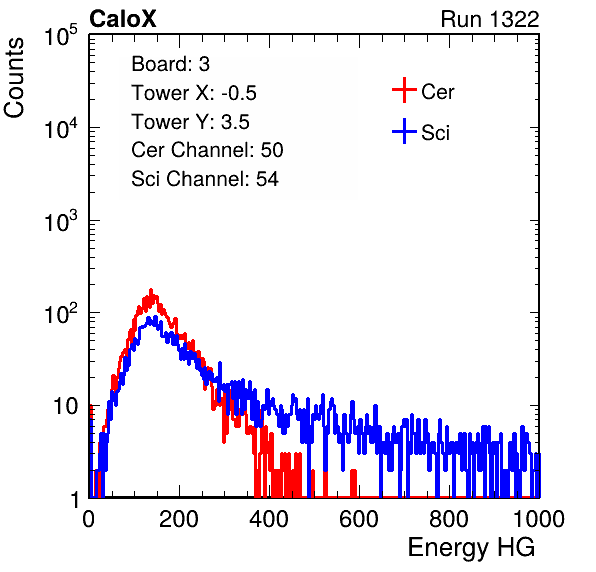 CaloX Run 1322
Board: 3
Tower X: -0.5
Tower Y: 3.5
Cer Channel: 50
Sci Channel: 54
Cer
Sci
Counts
10^5
10^4
10^3
10^2
10
1
0 200 400 600 800 1000
Energy HG